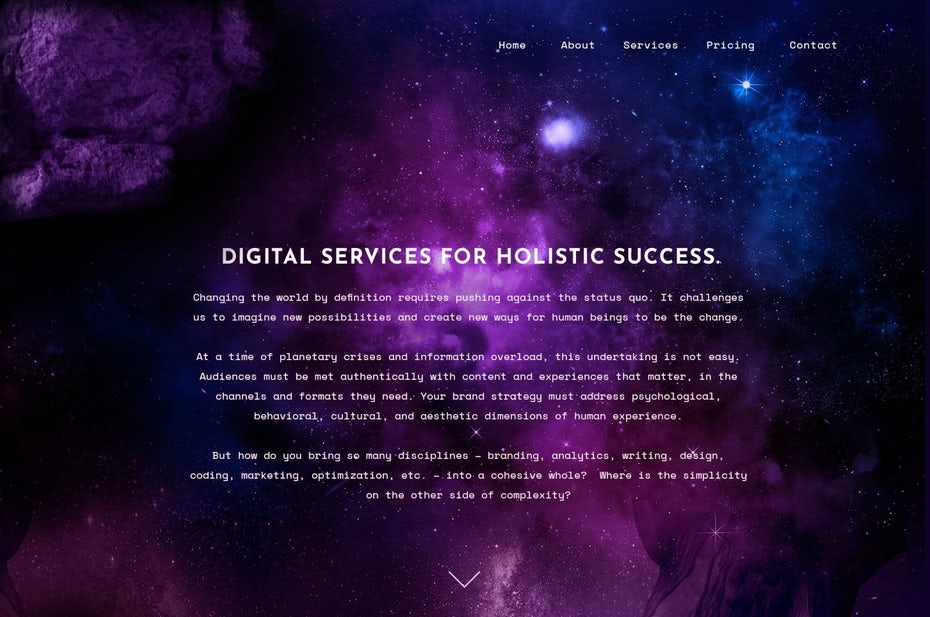 Home About Services Pricing Contact
DIGITAL SERVICES FOR HOLISTIC SUCCESS.
Changing the world by definition requires pushing against the status quo. It challenges
us to imagine new possibilities and create new ways for human beings to be the change.
At a time of planetary crises and information overload, this undertaking is not easy.
Audiences must be met authentically with content and experiences that matter, in the
channels and formats they need. Your brand strategy must address psychological,
behavioral, cultural, and aesthetic dimensions of human experience.
But how do you bring so many disciplines – branding, analytics, writing, design,
coding, marketing, optimization, etc. – into a cohesive whole?  Where is the simplicity
on the other side of complexity?